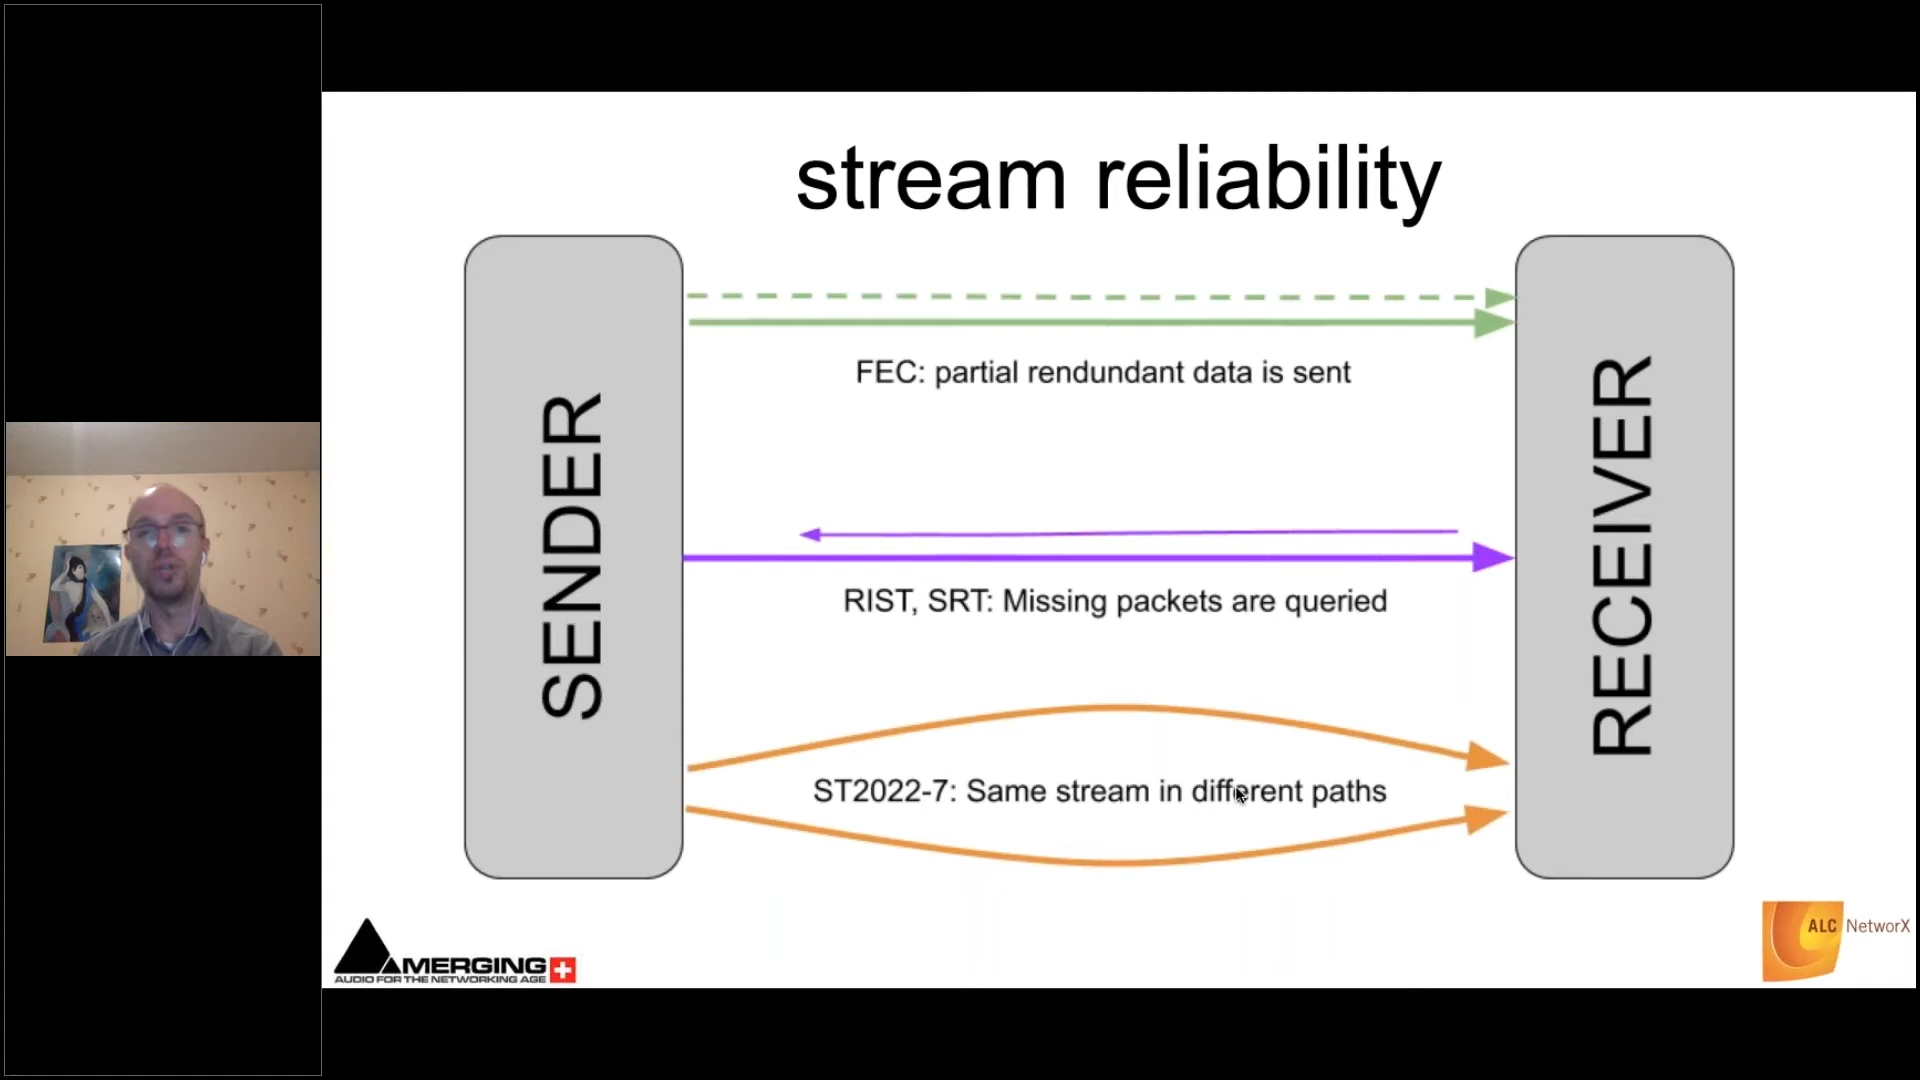 stream reliability
SENDER
RECEIVER
FEC: partial rendundant data is sent
RIST, SRT: Missing packets are queried
ST2022-7: Same stream in different paths
MERGING
AUDIO FOR THE NETWORKING AGE
ALC NetworX